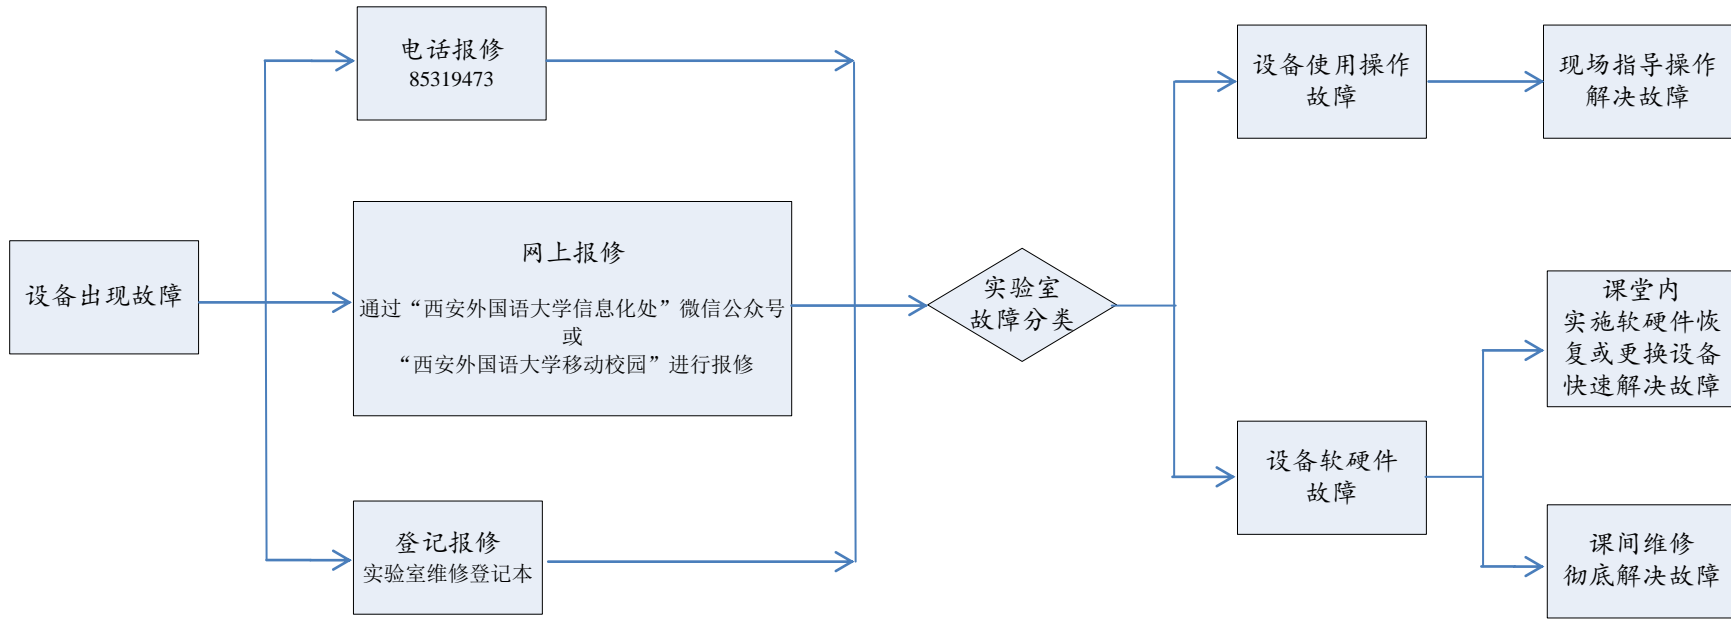 设备出现故障
电话报修
85319473
网上报修
通过“西安外国语大学信息化处”微信公众号
或
“西安外国语大学移动校园”进行报修
登记报修
实验室维修登记本
实验室
故障分类
设备使用操作
故障
现场指导操作
解决故障
设备软硬件
故障
课堂内
实施软硬件恢
复或更换设备
快速解决故障
课间维修
彻底解决故障